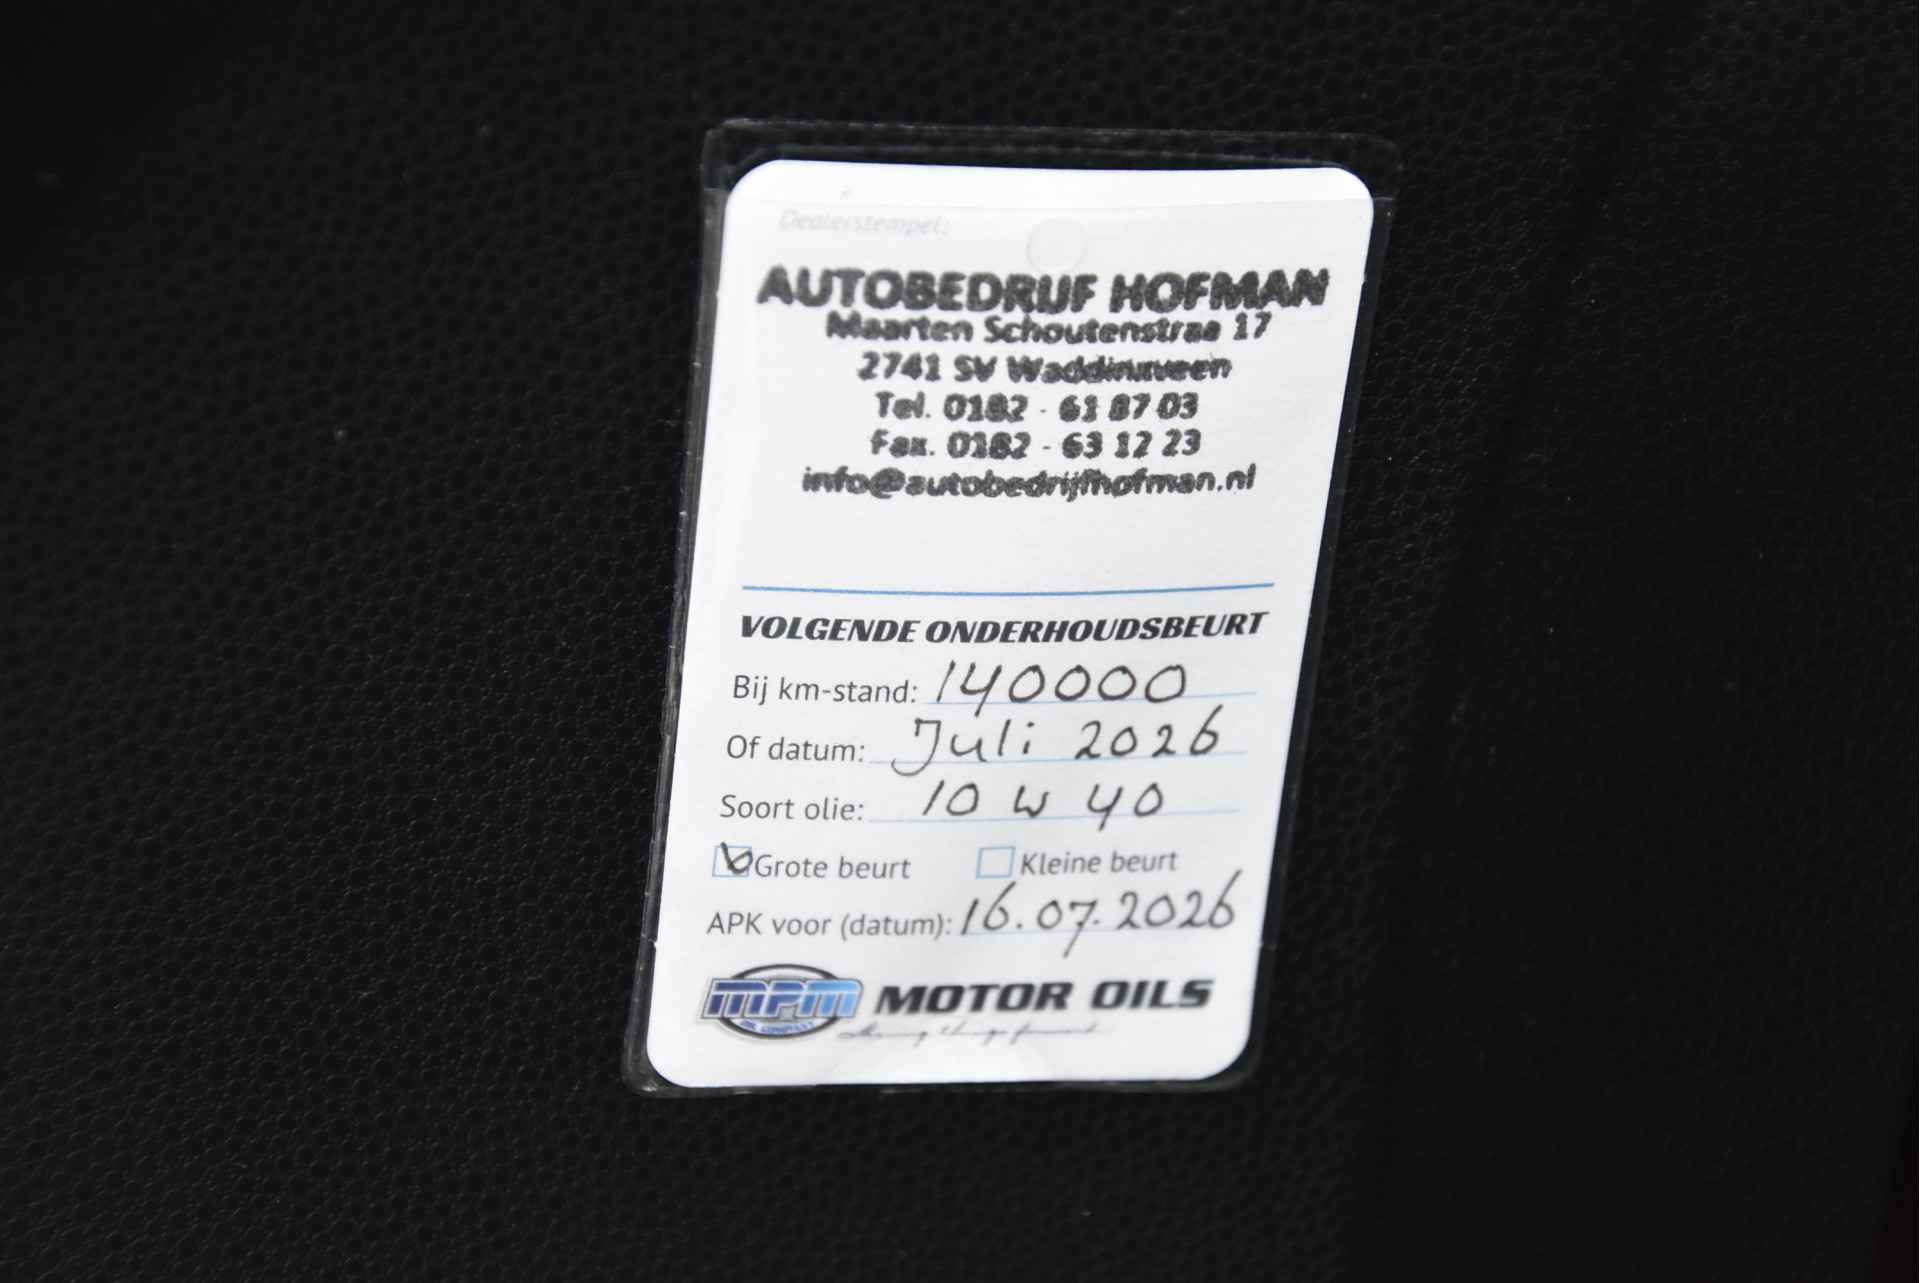 Dealerstempel:
AUTOBEDRIJF HOFMAN
Maarten Schoutenstraa 17
2741 SV Waddinxveen
Tel. 0182 - 61 87 03
Fax. 0182 - 63 12 23
info@autobedrijfhofman.nl
VOLGENDE ONDERHOUDSBEURT
Bij km-stand: 140000
Of datum: Juli 2026
Soort olie: 10 w 40
Grote beurt Kleine beurt
APK voor (datum): 16.07.2026
MPM OIL COMPANY MOTOR OILS